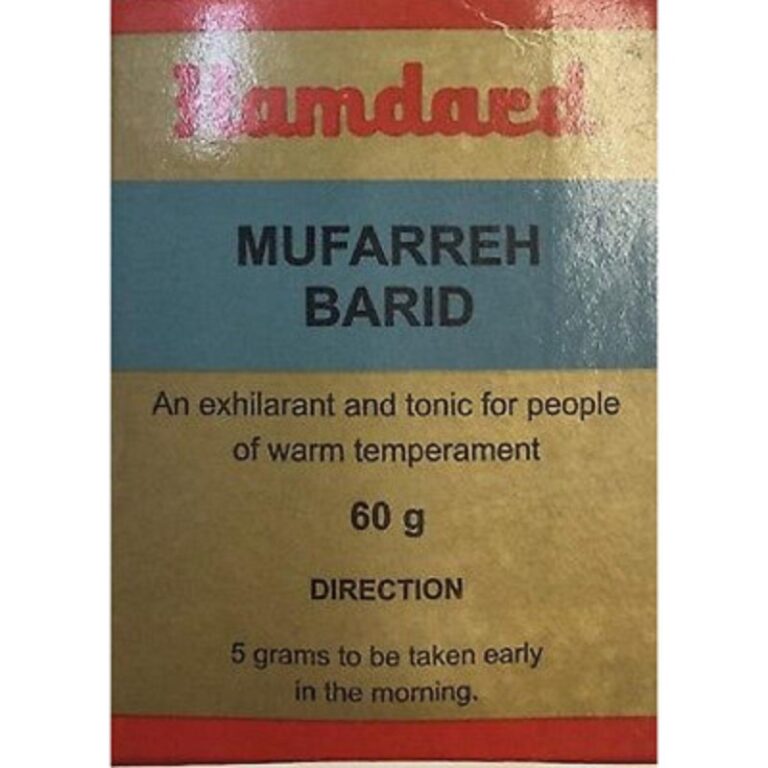 Hamdard
MUFARREH
BARID
An exhilarant and tonic for people
of warm temperament
60 g
DIRECTION
5 grams to be taken early
in the morning.